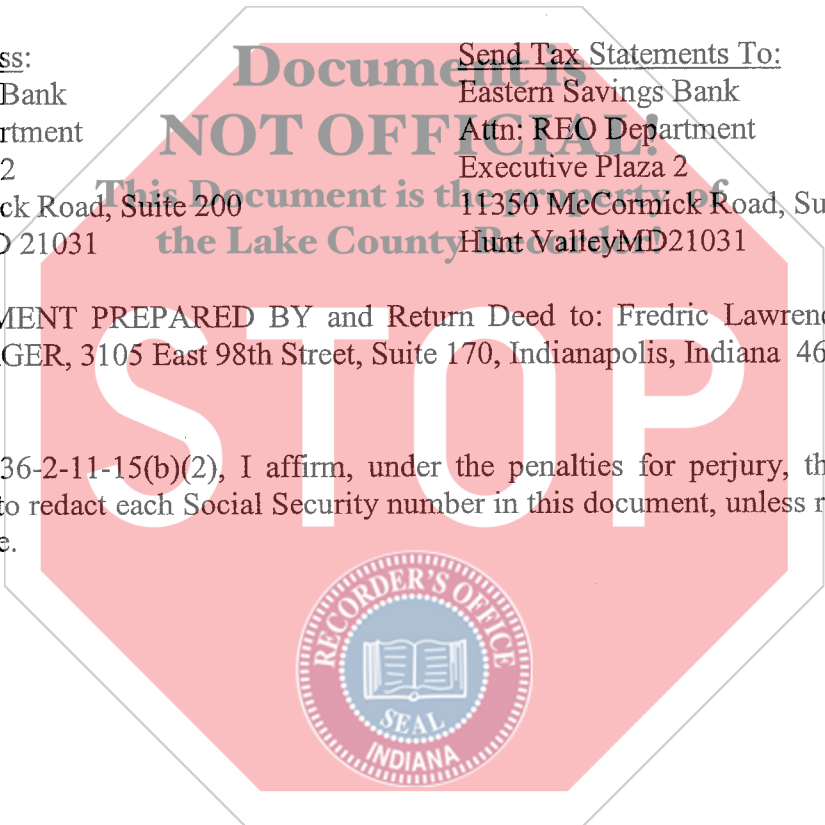 ss:
Bank
rtment
2
ck Road, Suite 200
D 21031
Send Tax Statements To:
Eastern Savings Bank
Attn: REO Department
Executive Plaza 2
11350 McCormick Road, Su
Hunt ValleyMD21031
Document is
NOT OFFICIAL!
This Document is the property of
the Lake County Recorder!
MENT PREPARED BY and Return Deed to: Fredric Lawrenc
GER, 3105 East 98th Street, Suite 170, Indianapolis, Indiana 46
STOP
36-2-11-15(b)(2), I affirm, under the penalties for perjury, th
to redact each Social Security number in this document, unless r
e.
RECORDER'S OFFICE
SEAL
INDIANA